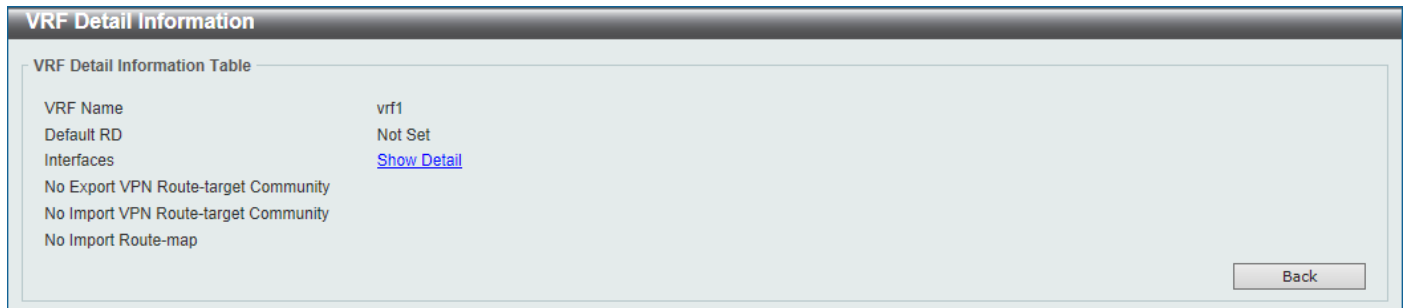 VRF Detail Information
VRF Detail Information Table
VRF Name vrf1
Default RD Not Set
Interfaces Show Detail
No Export VPN Route-target Community
No Import VPN Route-target Community
No Import Route-map
Back